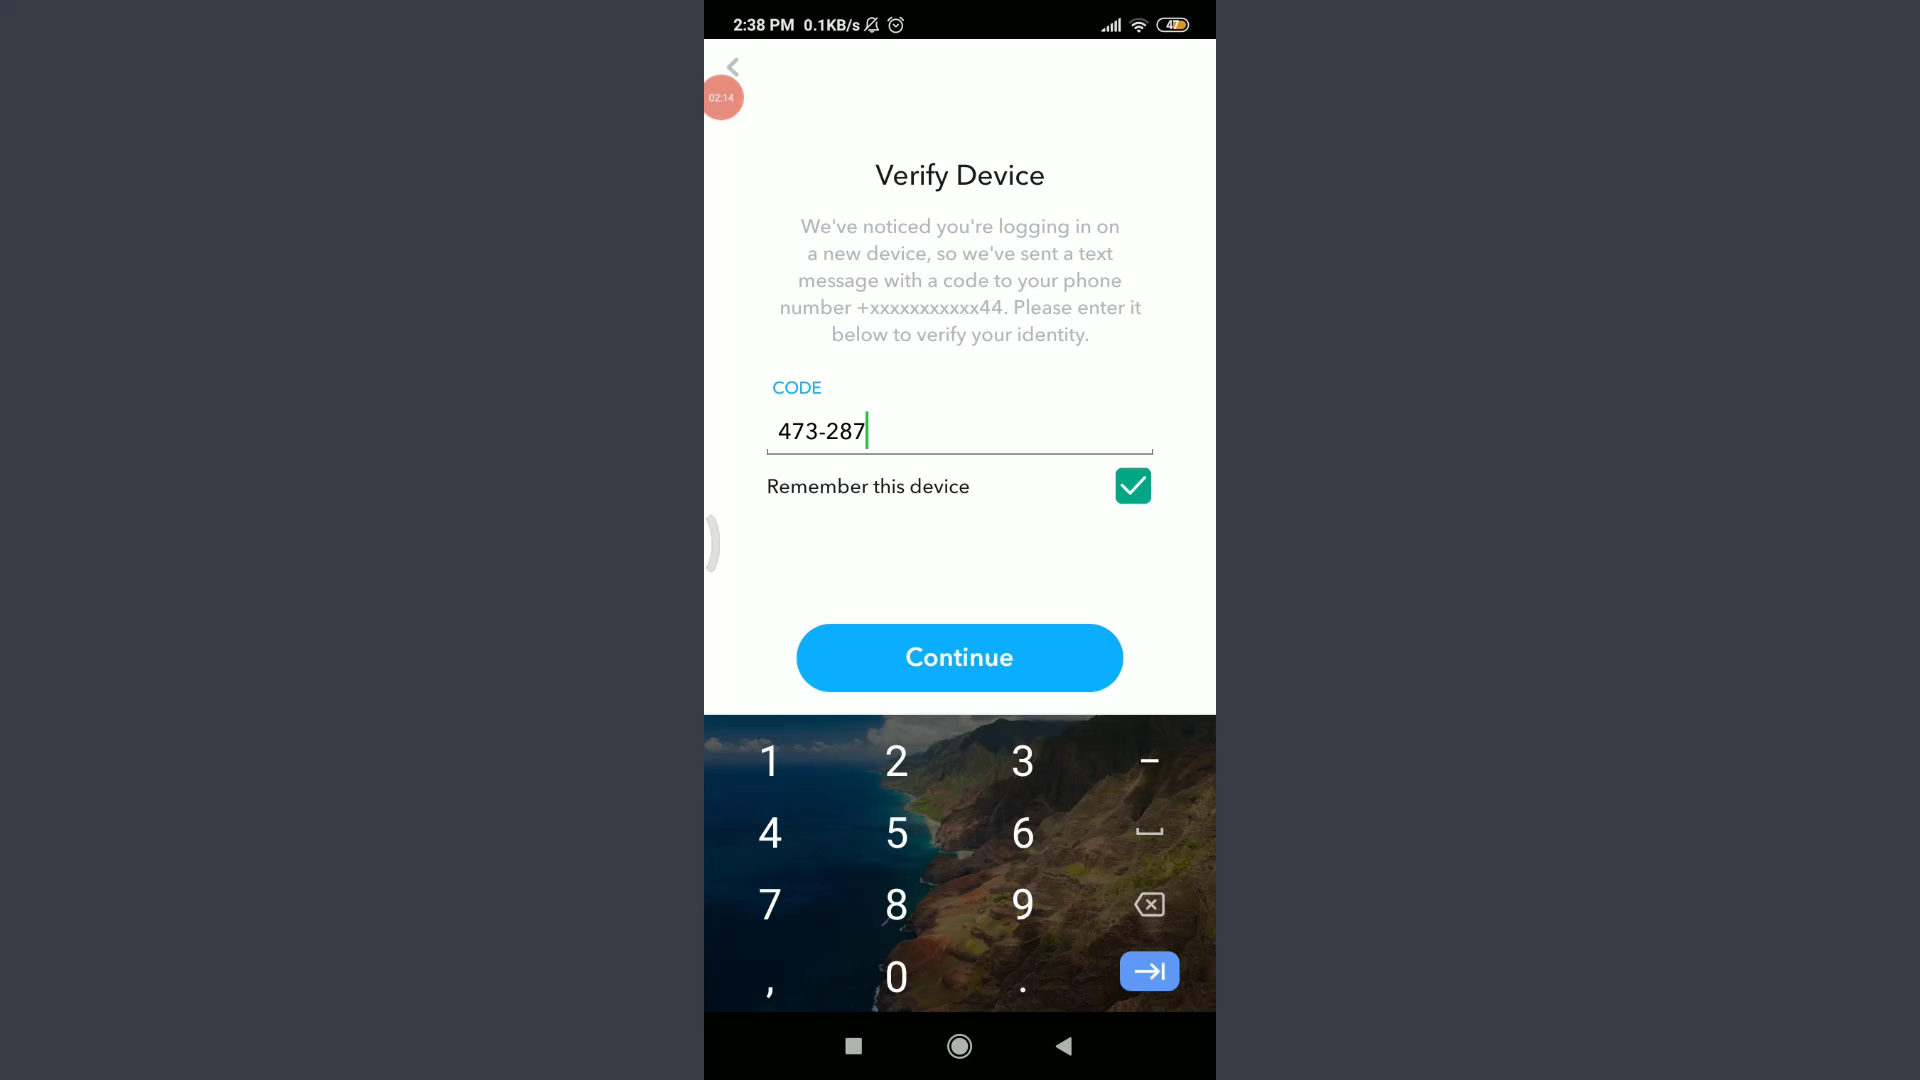 2:38 PM 0.1KB/s 47
02:14
Verify Device
We've noticed you're logging in on
a new device, so we've sent a text
message with a code to your phone
number +xxxxxxxxxxx44. Please enter it
below to verify your identity.
CODE
473-287
Remember this device
Continue
1 2 3 -
4 5 6
7 8 9
, 0 .